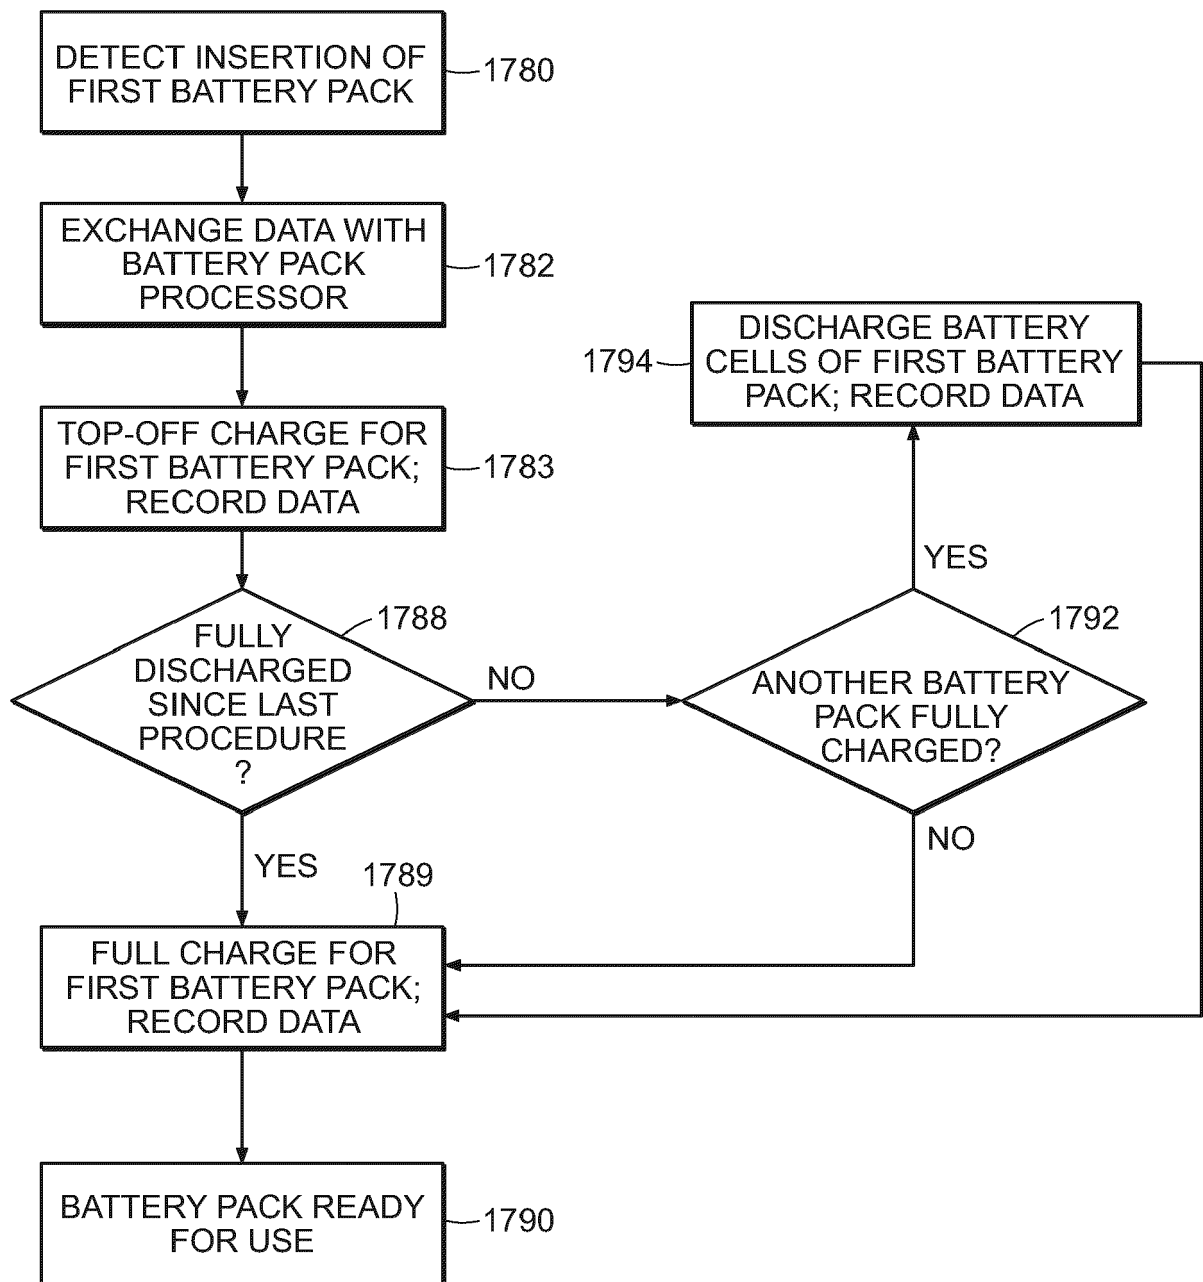 DETECT INSERTION OF
FIRST BATTERY PACK
1780
EXCHANGE DATA WITH
BATTERY PACK
PROCESSOR
1782
TOP-OFF CHARGE FOR
FIRST BATTERY PACK;
RECORD DATA
1783
FULLY
DISCHARGED
SINCE LAST
PROCEDURE
?
1788
NO
YES
DISCHARGE BATTERY
CELLS OF FIRST BATTERY
PACK; RECORD DATA
1794
YES
ANOTHER BATTERY
PACK FULLY
CHARGED?
1792
NO
FULL CHARGE FOR
FIRST BATTERY PACK;
RECORD DATA
1789
BATTERY PACK READY
FOR USE
1790